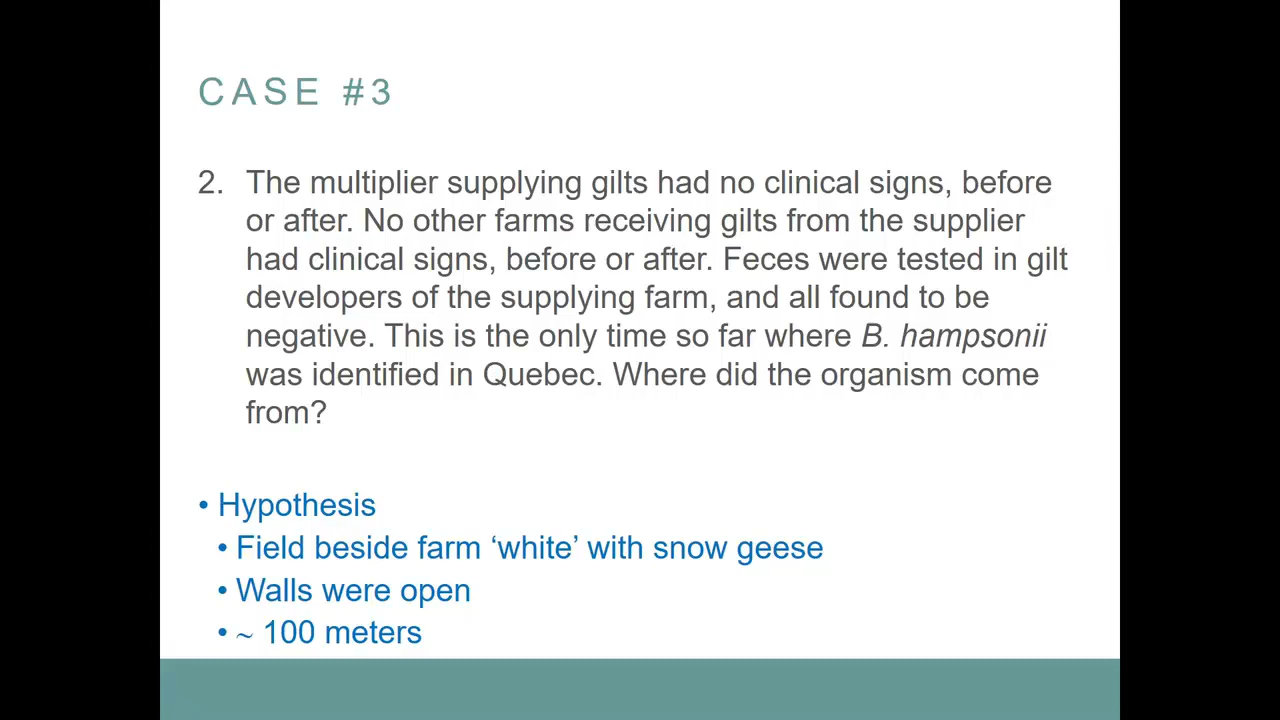 CASE #3
2. The multiplier supplying gilts had no clinical signs, before
or after. No other farms receiving gilts from the supplier
had clinical signs, before or after. Feces were tested in gilt
developers of the supplying farm, and all found to be
negative. This is the only time so far where B. hampsonii
was identified in Quebec. Where did the organism come
from?
• Hypothesis
• Field beside farm ‘white’ with snow geese
• Walls were open
• ~ 100 meters